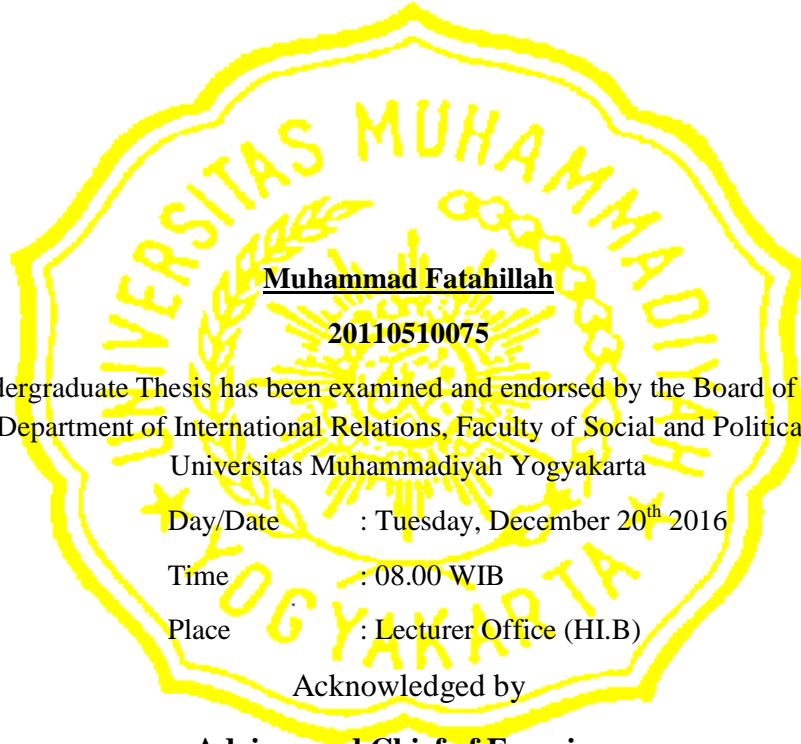 UNIVERSITAS MUHAMMADIYAH
YOGYAKARTA
Muhammad Fatahillah
20110510075
dergraduate Thesis has been examined and endorsed by the Board of
Department of International Relations, Faculty of Social and Politica
Universitas Muhammadiyah Yogyakarta
Day/Date : Tuesday, December 20th 2016
Time : 08.00 WIB
Place : Lecturer Office (HI.B)
Acknowledged by